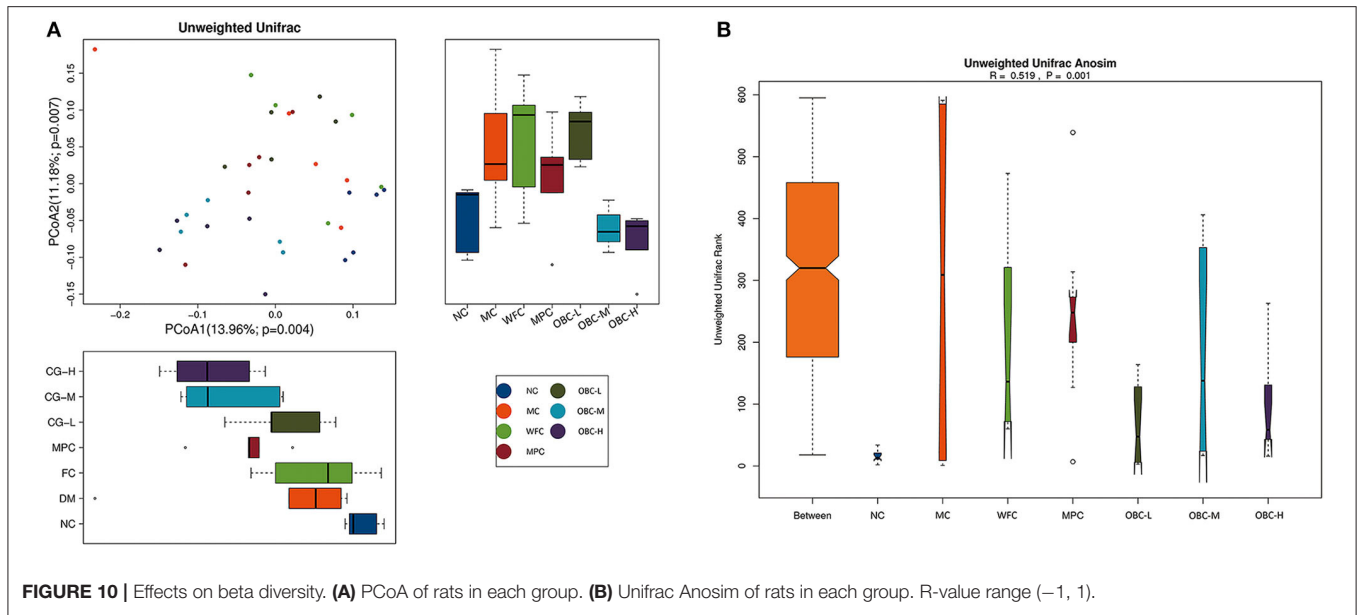 A
Unweighted Unifrac
PCoA2(11.18%; p=0.007)
0.15
0.10
0.05
0.00
−0.05
−0.10
−0.15
−0.2
−0.1
0.0
0.1
PCoA1(13.96%; p=0.004)
NC
MC
WFC
MPC
OBC-L
OBC-M
OBC-H
CG−H
CG−M
CG−L
MPC
FC
DM
NC
NC
MC
WFC
MPC
OBC-L
OBC-M
OBC-H
B
Unweighted Unifrac Anosim
R = 0.519 , P = 0.001
Unweighted Unifrac Rank
600
500
400
300
200
100
0
Between
NC
MC
WFC
MPC
OBC-L
OBC-M
OBC-H
FIGURE 10 | Effects on beta diversity. (A) PCoA of rats in each group. (B) Unifrac Anosim of rats in each group. R-value range (−1, 1).